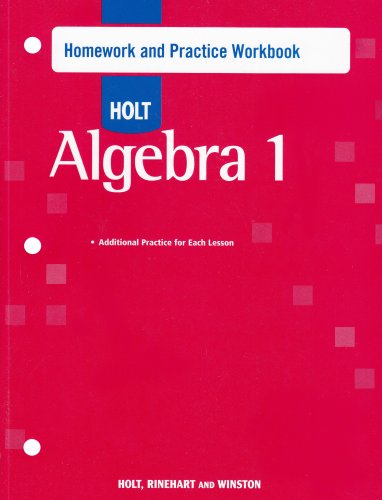 Homework and Practice Workbook
HOLT
Algebra 1
• Additional Practice for Each Lesson
HOLT, RINEHART AND WINSTON